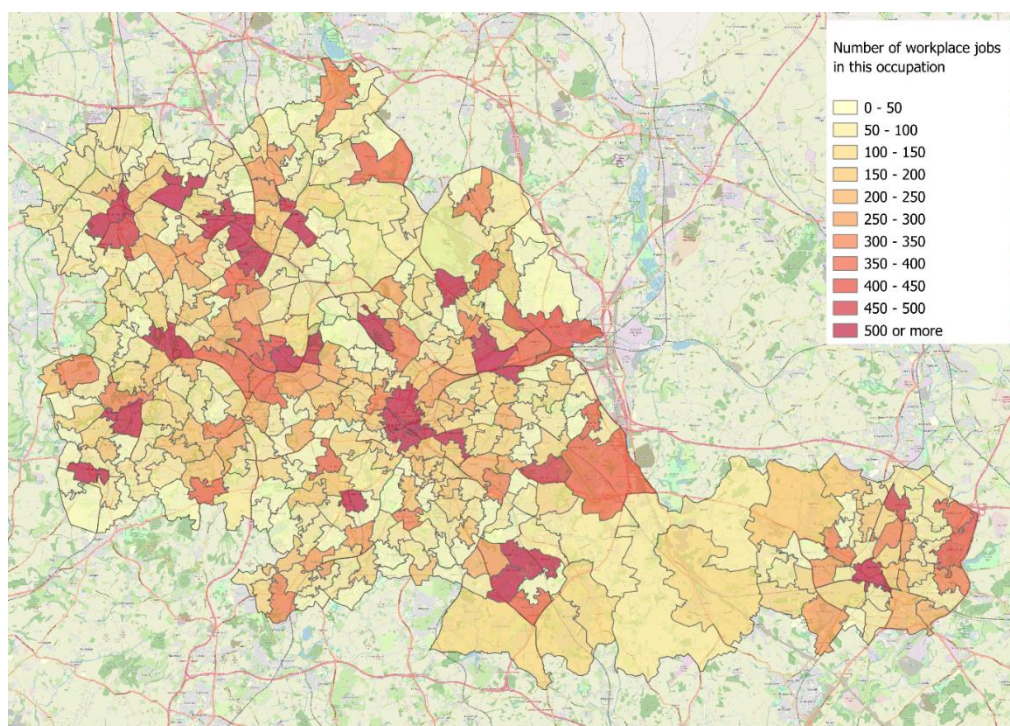 Number of workplace jobs
in this occupation
0 - 50
50 - 100
100 - 150
150 - 200
200 - 250
250 - 300
300 - 350
350 - 400
400 - 450
450 - 500
500 or more